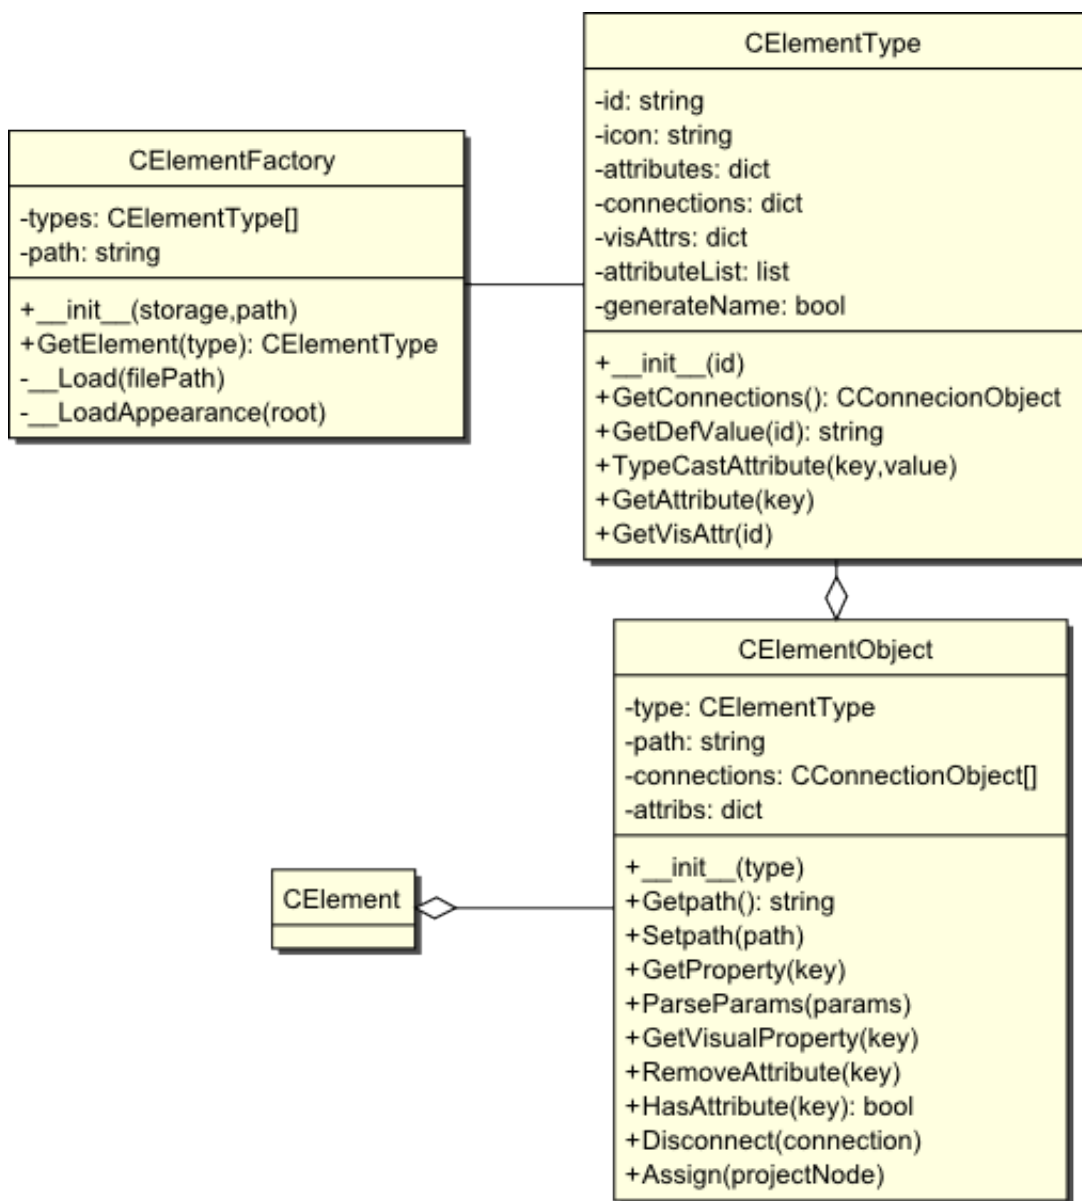 CElementType
-id: string
-icon: string
-attributes: dict
-connections: dict
-visAttrs: dict
-attributeList: list
-generateName: bool
+__init__(id)
+GetConnections(): CConnecionObject
+GetDefValue(id): string
+TypeCastAttribute(key,value)
+GetAttribute(key)
+GetVisAttr(id)
CElementFactory
-types: CElementType[]
-path: string
+__init__(storage,path)
+GetElement(type): CElementType
-__Load(filePath)
-__LoadAppearance(root)
CElementObject
-type: CElementType
-path: string
-connections: CConnectionObject[]
-attribs: dict
+__init__(type)
+Getpath(): string
+Setpath(path)
+GetProperty(key)
+ParseParams(params)
+GetVisualProperty(key)
+RemoveAttribute(key)
+HasAttribute(key): bool
+Disconnect(connection)
+Assign(projectNode)
CElement